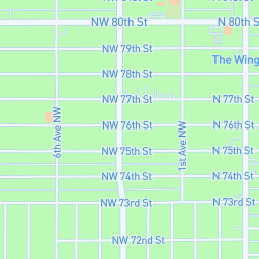 NW 80th St
N 80th St
NW 79th St
The Wing
NW 78th St
NW 77th St
N 77th St
NW 76th St
N 76th St
6th Ave NW
1st Ave NW
NW 75th St
N 75th St
NW 74th St
N 74th St
NW 73rd St
N 73rd St
NW 72nd St